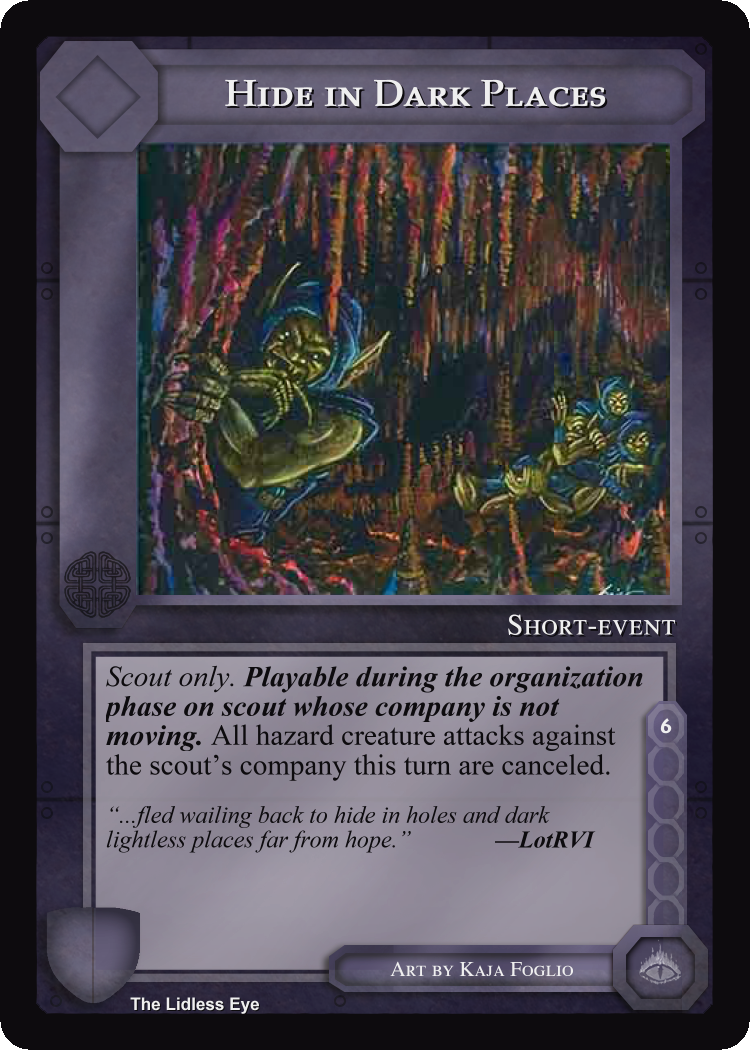 Hide in Dark Places
Short-event
Scout only. Playable during the organization
phase on scout whose company is not
moving. All hazard creature attacks against
the scout's company this turn are canceled.
6
“...fled wailing back to hide in holes and dark
lightless places far from hope.” —LotRVI
Art by Kaja Foglio
The Lidless Eye